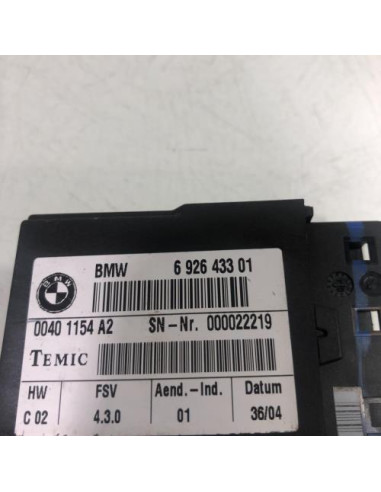 BMW
BMW 6 926 433 01
0040 1154 A2 SN-Nr. 000022219
TEMIC
HW FSV Aend.-Ind. Datum
C 02 4.3.0 01 36/04